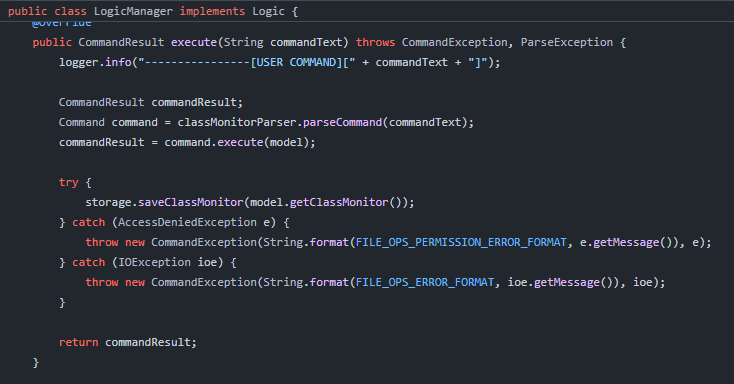 public class LogicManager implements Logic {
@Override
public CommandResult execute(String commandText) throws CommandException, ParseException {
logger.info("----------------[USER COMMAND][" + commandText + "]");
CommandResult commandResult;
Command command = classMonitorParser.parseCommand(commandText);
commandResult = command.execute(model);
try {
storage.saveClassMonitor(model.getClassMonitor());
} catch (AccessDeniedException e) {
throw new CommandException(String.format(FILE_OPS_PERMISSION_ERROR_FORMAT, e.getMessage()), e);
} catch (IOException ioe) {
throw new CommandException(String.format(FILE_OPS_ERROR_FORMAT, ioe.getMessage()), ioe);
}
return commandResult;
}